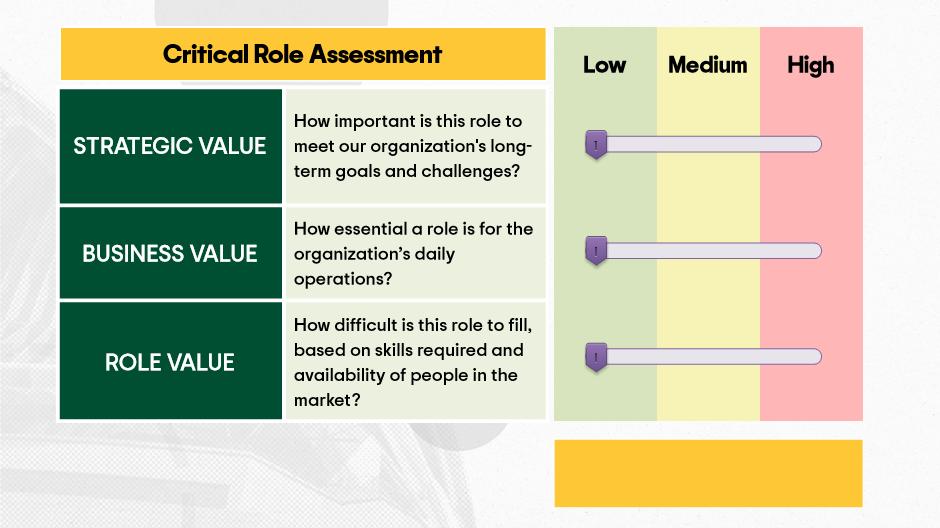 Critical Role Assessment
Low
Medium
High
STRATEGIC VALUE
How important is this role to
meet our organization's long-
term goals and challenges?
BUSINESS VALUE
How essential a role is for the
organization’s daily
operations?
ROLE VALUE
How difficult is this role to fill,
based on skills required and
availability of people in the
market?